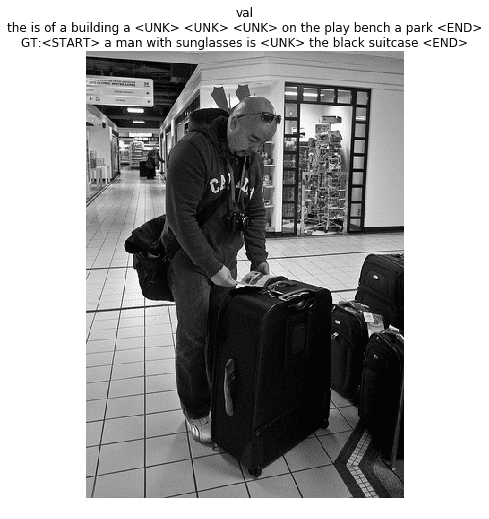 val
the is of a building a <UNK> <UNK> <UNK> on the play bench a park <END>
GT:<START> a man with sunglasses is <UNK> the black suitcase <END>